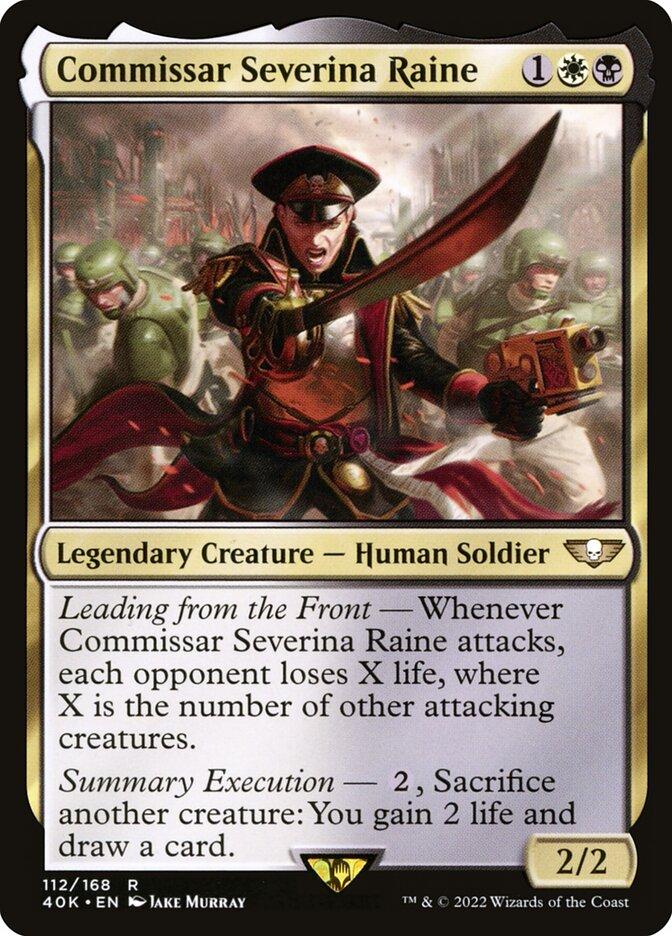 Commissar Severina Raine 1
Legendary Creature — Human Soldier
Leading from the Front — Whenever
Commissar Severina Raine attacks,
each opponent loses X life, where
X is the number of other attacking
creatures.
Summary Execution — 2, Sacrifice
another creature: You gain 2 life and
draw a card.
2/2
112/168 R
40K • EN Jake Murray ™ & © 2022 Wizards of the Coast